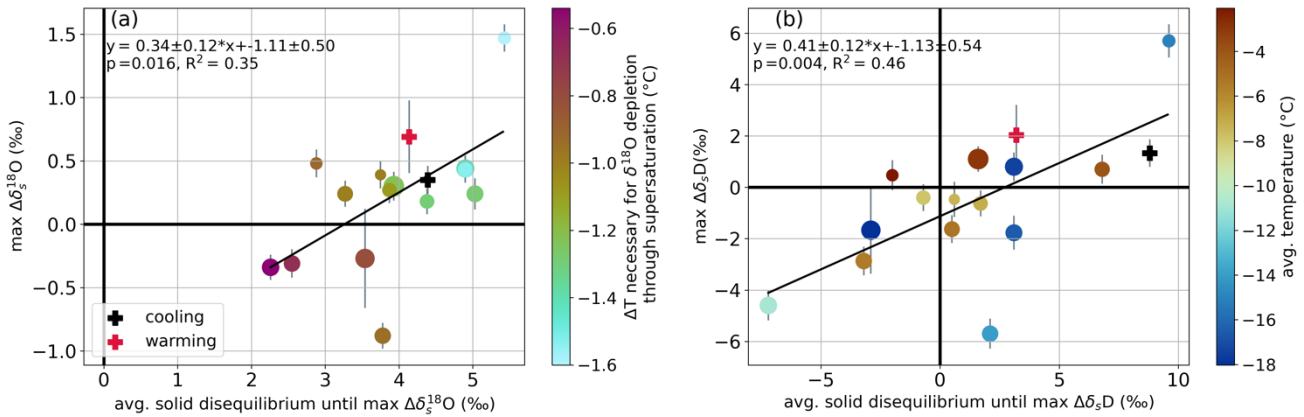 (a)
y = 0.34±0.12*x+-1.11±0.50
p=0.016, R² = 0.35
1.5
1.0
0.5
0.0
−0.5
−1.0
max Δδₛ¹⁸O (‰)
cooling
warming
0 1 2 3 4 5
avg. solid disequilibrium until max Δδₛ¹⁸O (‰)
−0.6
−0.8
−1.0
−1.2
−1.4
−1.6
ΔT necessary for δ¹⁸O depletion
through supersaturation (°C)
(b)
y = 0.41±0.12*x+-1.13±0.54
p=0.004, R² = 0.46
6
4
2
0
−2
−4
−6
max ΔδₛD(‰)
−5 0 5 10
avg. solid disequilibrium until max ΔδₛD (‰)
−4
−6
−8
−10
−12
−14
−16
−18
avg. temperature (°C)